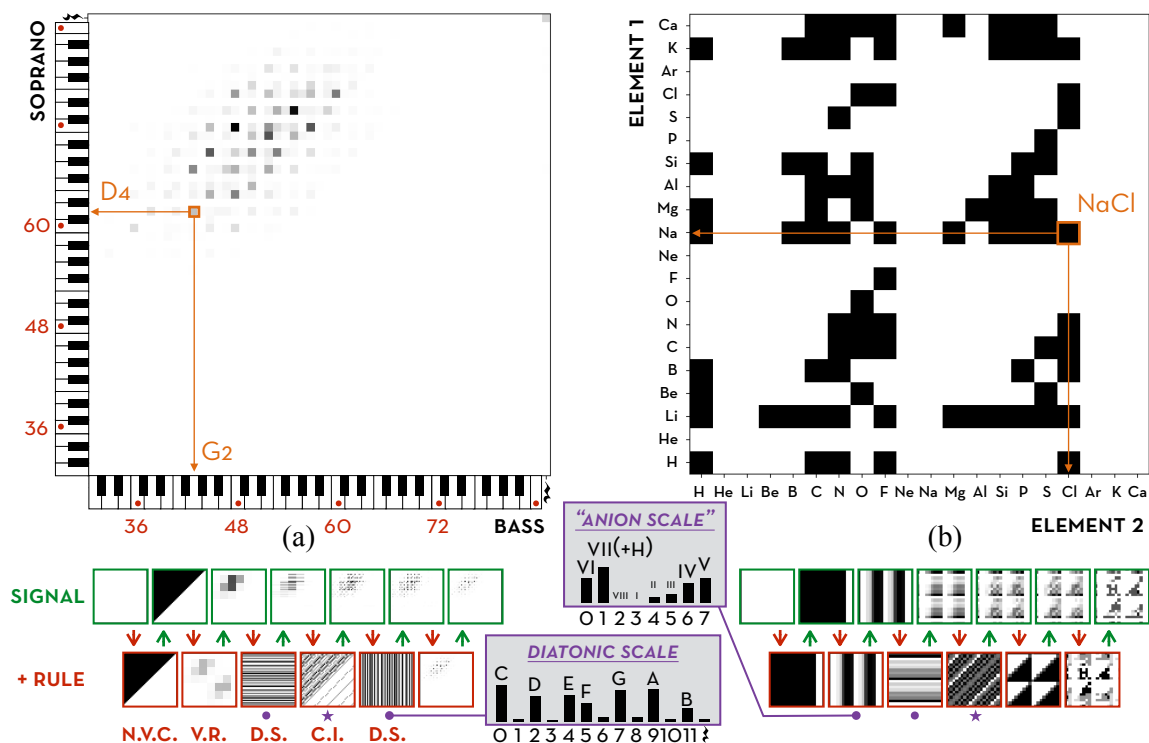 SOPRANO
D4
60
48
36
G2
36 48 60 72 BASS
(a)
ELEMENT 1
Ca
K
Ar
Cl
S
P
Si
Al
Mg
Na
Ne
F
O
N
C
B
Be
Li
He
H
NaCl
H He Li Be B C N O F Ne Na Mg Al Si P S Cl Ar K Ca
ELEMENT 2
(b)
"ANION SCALE"
VII(+H)
VI VIII I II III IV V
0 1 2 3 4 5 6 7
SIGNAL
+ RULE
N.V.C. V.R. D.S. C.I. D.S.
DIATONIC SCALE
C D E F G A B
0 1 2 3 4 5 6 7 8 9 10 11